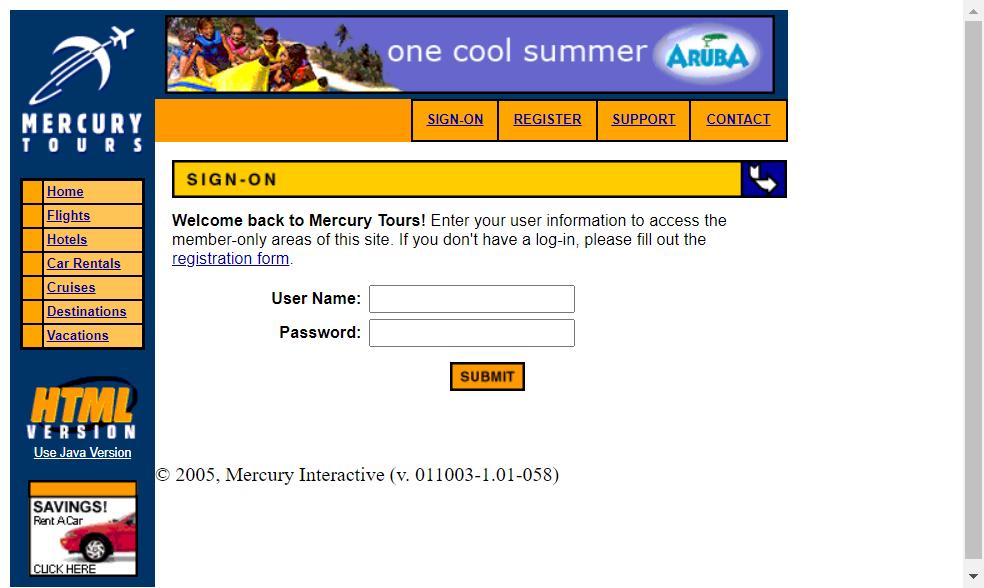 MERCURY
TOURS
one cool summer
ARUBA
SIGN-ON
REGISTER
SUPPORT
CONTACT
Home
Flights
Hotels
Car Rentals
Cruises
Destinations
Vacations
HTML
VERSION
Use Java Version
SAVINGS!
Rent A Car
CLICK HERE
SIGN-ON
Welcome back to Mercury Tours! Enter your user information to access the
member-only areas of this site. If you don't have a log-in, please fill out the
registration form.
User Name:
Password:
SUBMIT
© 2005, Mercury Interactive (v. 011003-1.01-058)